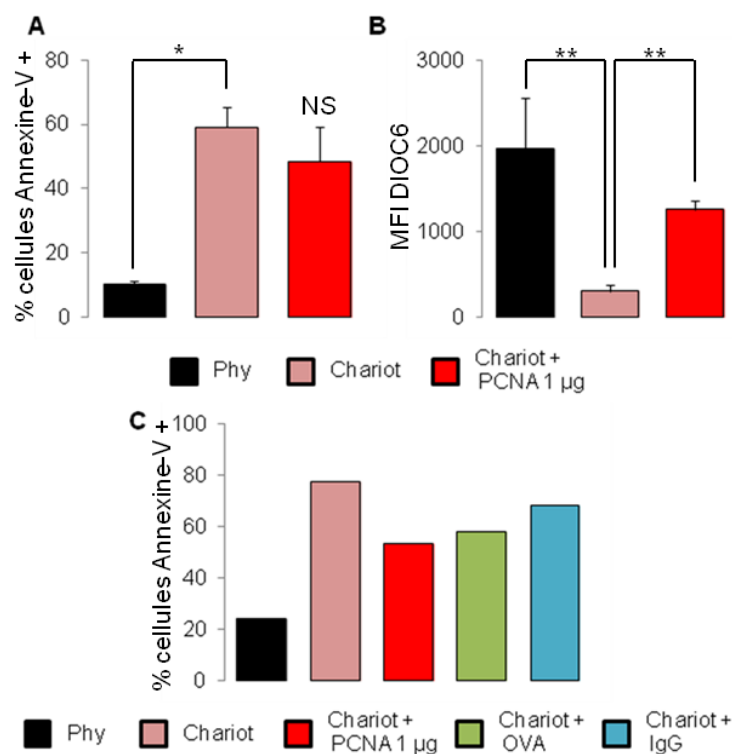 A
B
% cellules Annexine-V +
80
60
40
20
0
*
NS
MFI DIOC6
3000
2000
1000
0
**
**
Phy
Chariot
Chariot +
PCNA 1 µg
C
% cellules Annexine-V +
100
80
60
40
20
0
Phy
Chariot
Chariot +
PCNA 1 µg
Chariot +
OVA
Chariot +
IgG